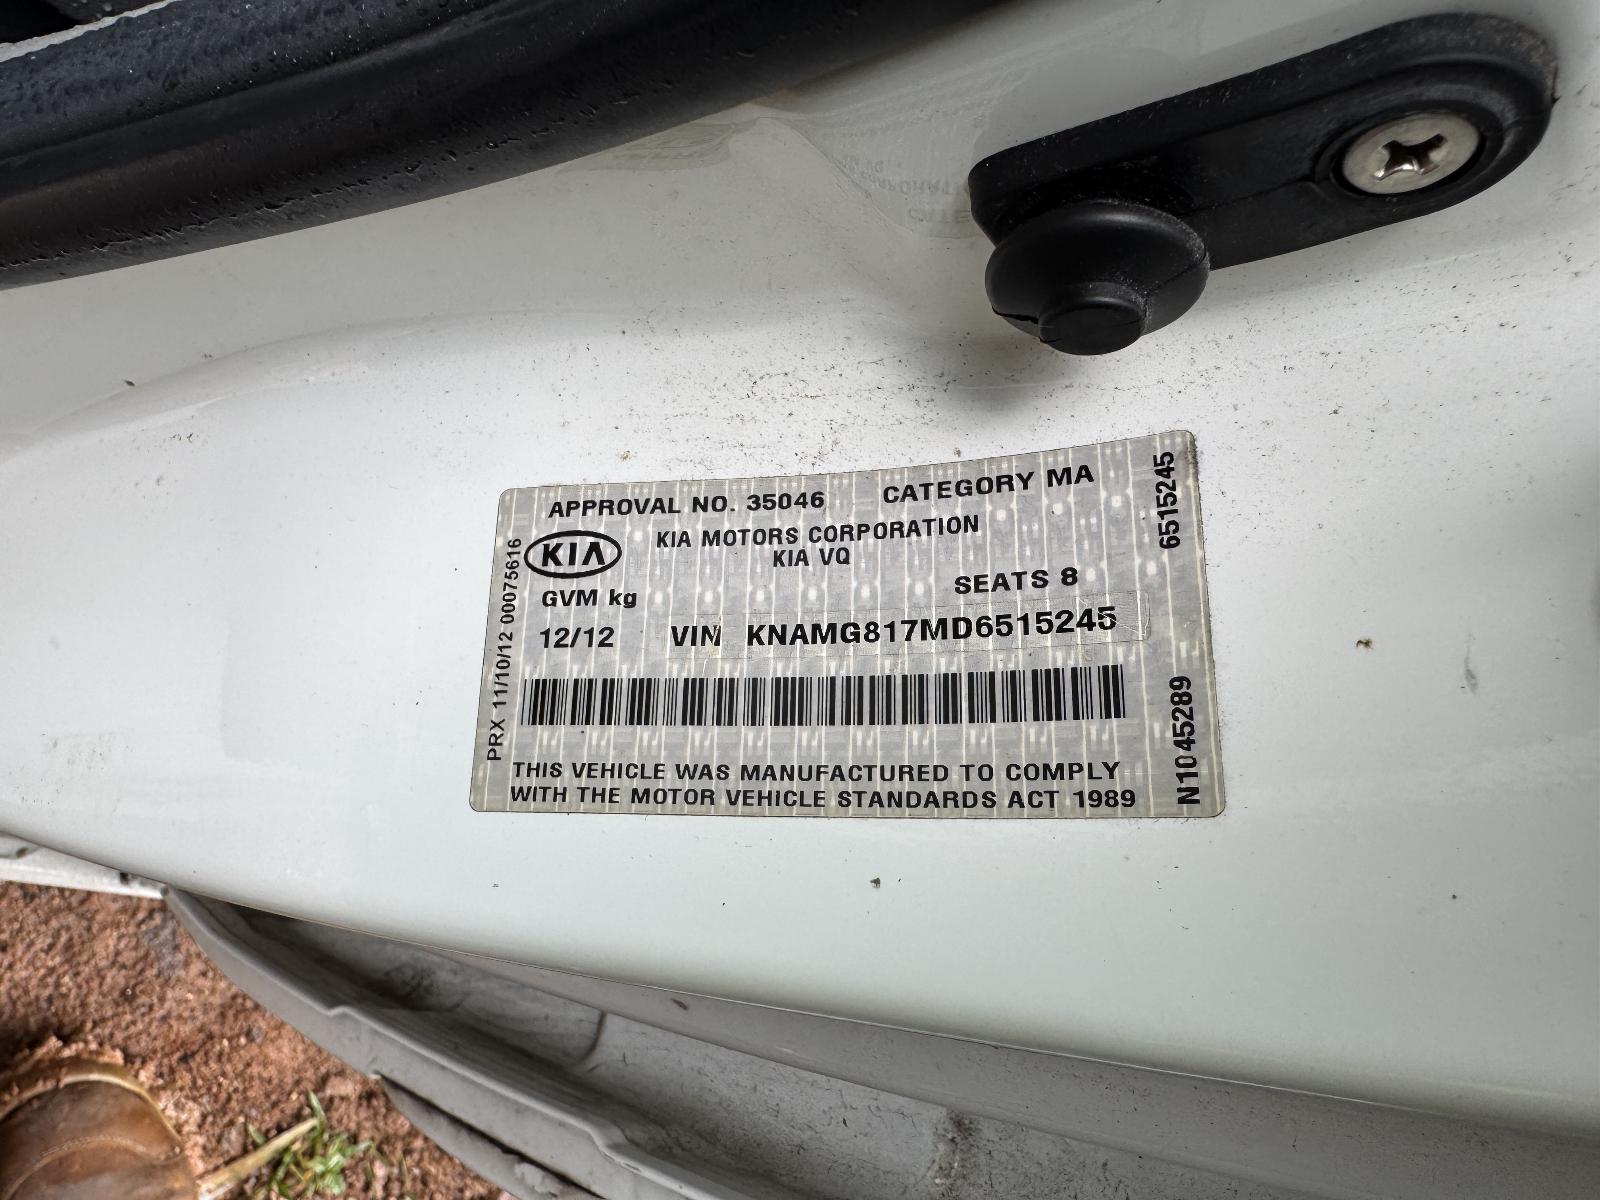 APPROVAL NO. 35046 CATEGORY MA
KIA KIA MOTORS CORPORATION
KIA VQ
GVM kg SEATS 8
12/12 VIN KNAMG817MD6515245
THIS VEHICLE WAS MANUFACTURED TO COMPLY
WITH THE MOTOR VEHICLE STANDARDS ACT 1989
PRX 11/10/12 00075616
6515245
N1045289